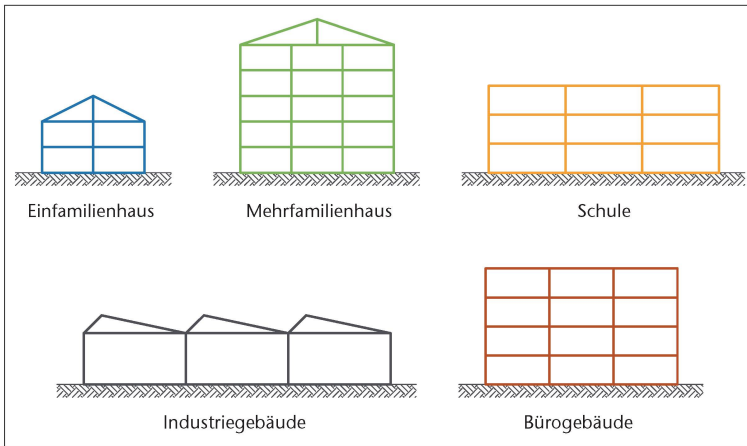 Einfamilienhaus
Mehrfamilienhaus
Schule
Industriegebäude
Bürogebäude